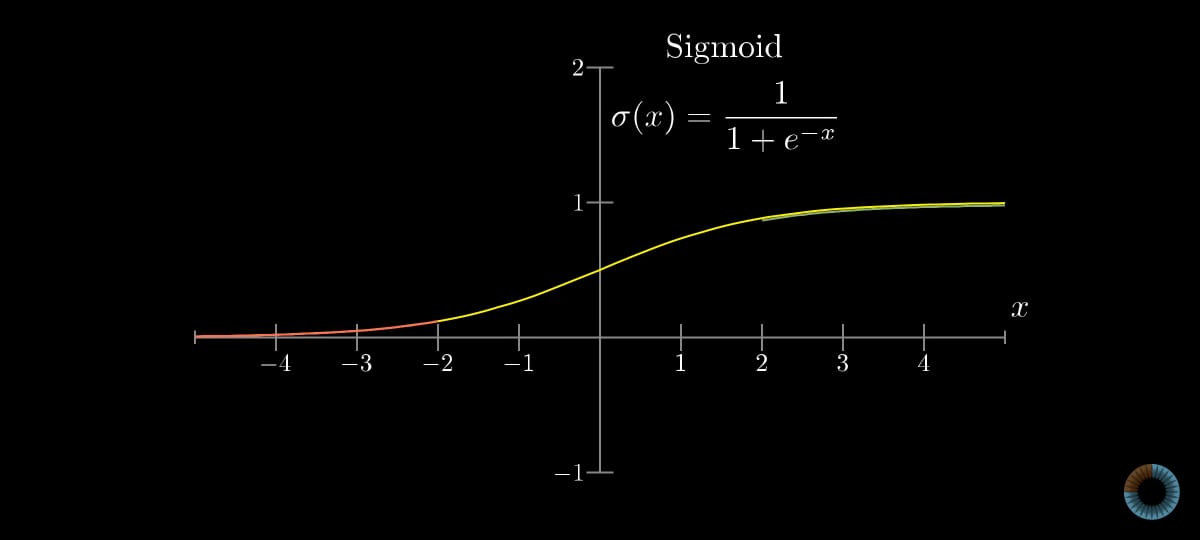 Sigmoid
2
σ(x) = 1 / (1 + e^{−x})
1
x
−4 −3 −2 −1 1 2 3 4
−1